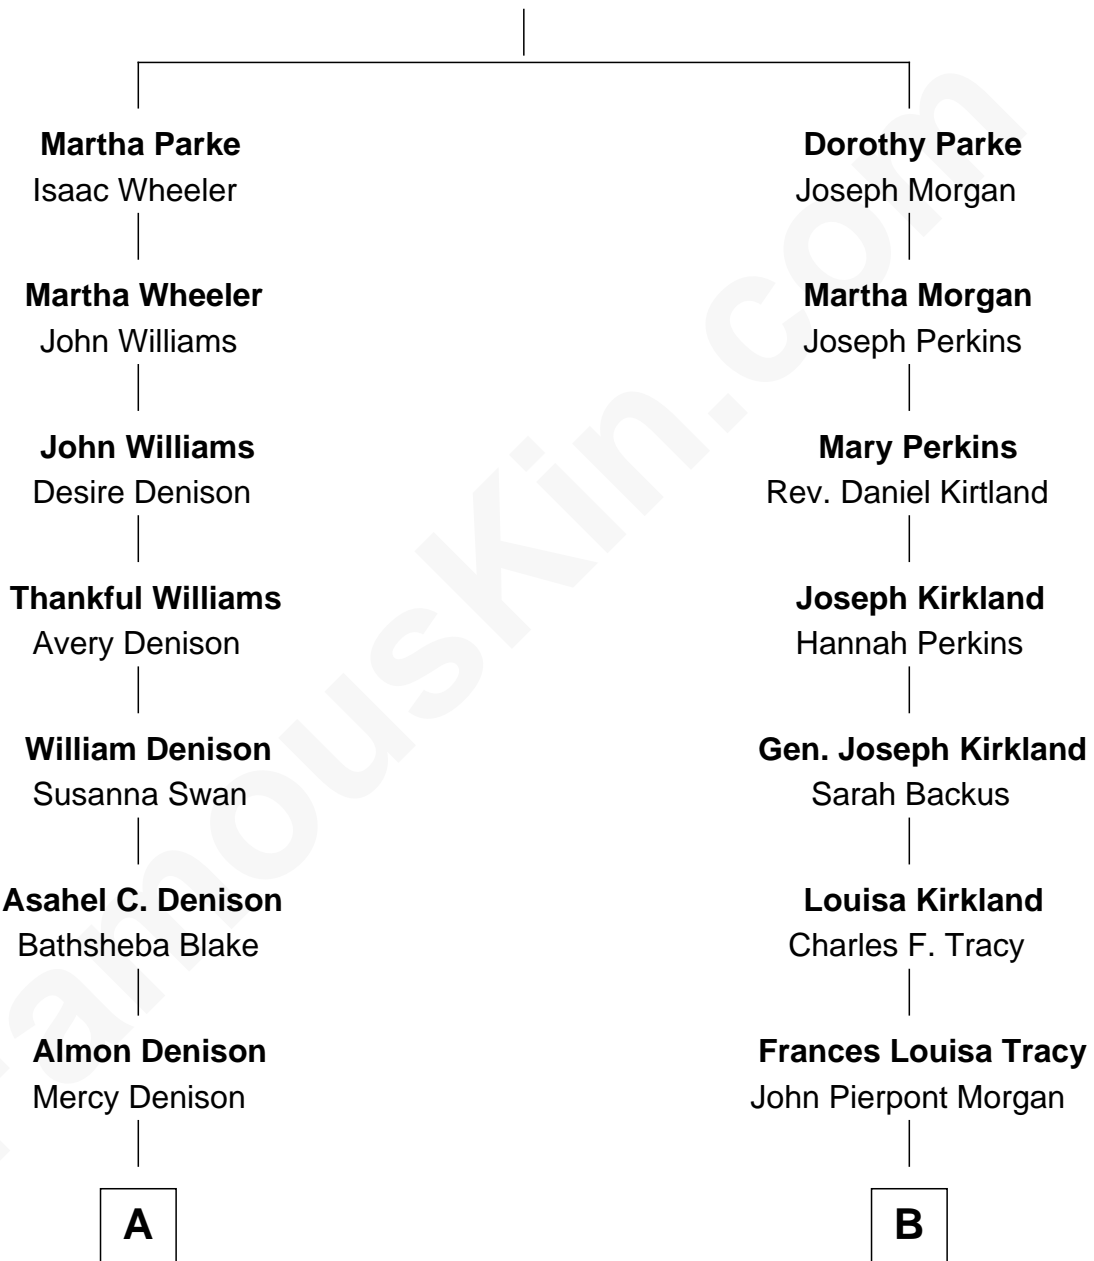 Martha Parke
Isaac Wheeler
Dorothy Parke
Joseph Morgan
Martha Wheeler
John Williams
Martha Morgan
Joseph Perkins
John Williams
Desire Denison
Mary Perkins
Rev. Daniel Kirtland
Thankful Williams
Avery Denison
Joseph Kirkland
Hannah Perkins
William Denison
Susanna Swan
Gen. Joseph Kirkland
Sarah Backus
Asahel C. Denison
Bathsheba Blake
Louisa Kirkland
Charles F. Tracy
Almon Denison
Mercy Denison
Frances Louisa Tracy
John Pierpont Morgan
A
B
FamousKin.com